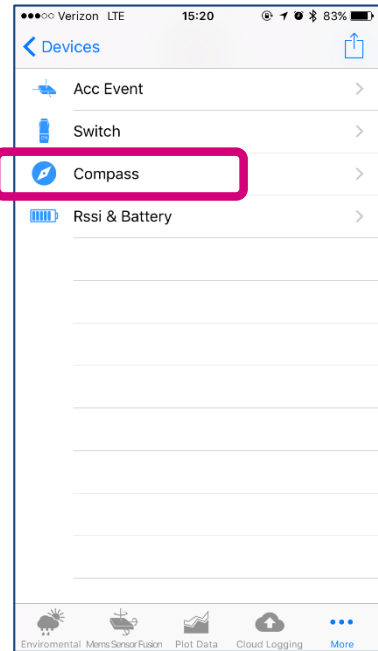 Verizon LTE 15:20 83%
Devices
Acc Event
Switch
Compass
Rssi & Battery
Enviromental Mems Sensor Fusion Plot Data Cloud Logging More